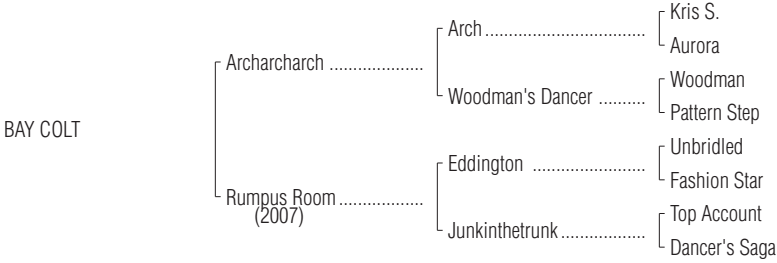 Kris S.
Arch ................................
Aurora
Archarcharch ...................
Woodman
Woodman's Dancer .........
Pattern Step
BAY COLT
Unbridled
Eddington ......................
Fashion Star
Rumpus Room .................
(2007)
Top Account
Junkinthetrunk .................
Dancer's Saga